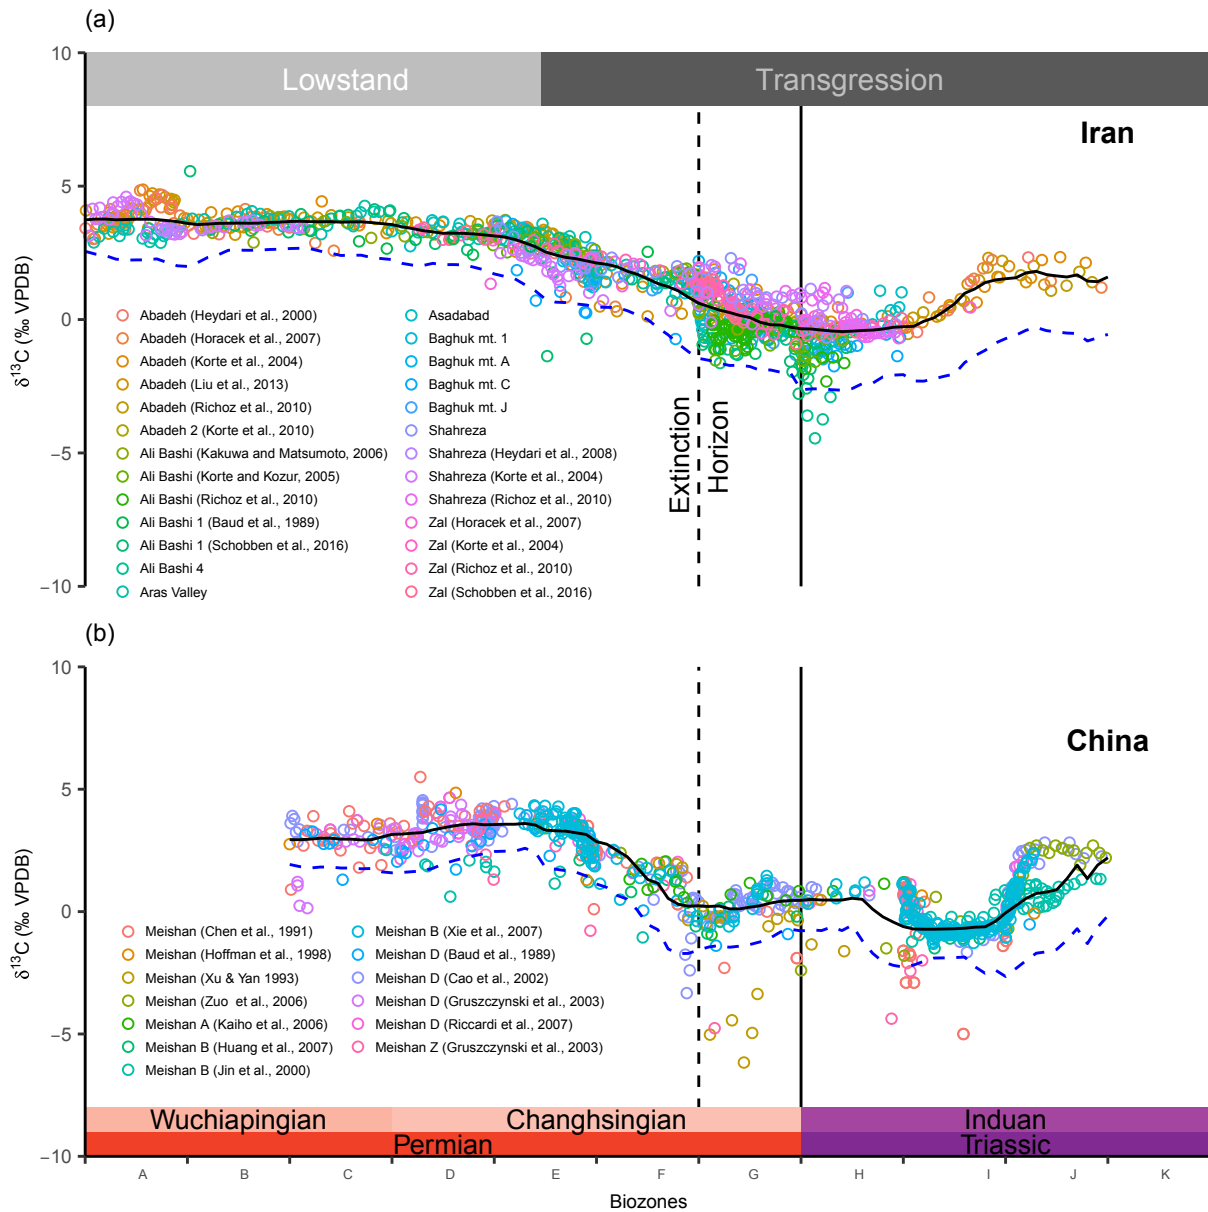 (a)
10
Lowstand
Transgression
Iran
5
0
−5
−10
δ13C (‰ VPDB)
Extinction
Horizon
Abadeh (Heydari et al., 2000)
Abadeh (Horacek et al., 2007)
Abadeh (Korte et al., 2004)
Abadeh (Liu et al., 2013)
Abadeh (Richoz et al., 2010)
Abadeh 2 (Korte et al., 2010)
Ali Bashi (Kakuwa and Matsumoto, 2006)
Ali Bashi (Korte and Kozur, 2005)
Ali Bashi (Richoz et al., 2010)
Ali Bashi 1 (Baud et al., 1989)
Ali Bashi 1 (Schobben et al., 2016)
Ali Bashi 4
Aras Valley
Asadabad
Baghuk mt. 1
Baghuk mt. A
Baghuk mt. C
Baghuk mt. J
Shahreza
Shahreza (Heydari et al., 2008)
Shahreza (Korte et al., 2004)
Shahreza (Richoz et al., 2010)
Zal (Horacek et al., 2007)
Zal (Korte et al., 2004)
Zal (Richoz et al., 2010)
Zal (Schobben et al., 2016)
(b)
10
China
5
0
−5
−10
δ13C (‰ VPDB)
Meishan (Chen et al., 1991)
Meishan (Hoffman et al., 1998)
Meishan (Xu & Yan 1993)
Meishan (Zuo  et al., 2006)
Meishan A (Kaiho et al., 2006)
Meishan B (Huang et al., 2007)
Meishan B (Jin et al., 2000)
Meishan B (Xie et al., 2007)
Meishan D (Baud et al., 1989)
Meishan D (Cao et al., 2002)
Meishan D (Gruszczynski et al., 2003)
Meishan D (Riccardi et al., 2007)
Meishan Z (Gruszczynski et al., 2003)
Wuchiapingian
Changhsingian
Induan
Permian
Triassic
A B C D E F G H I J K
Biozones